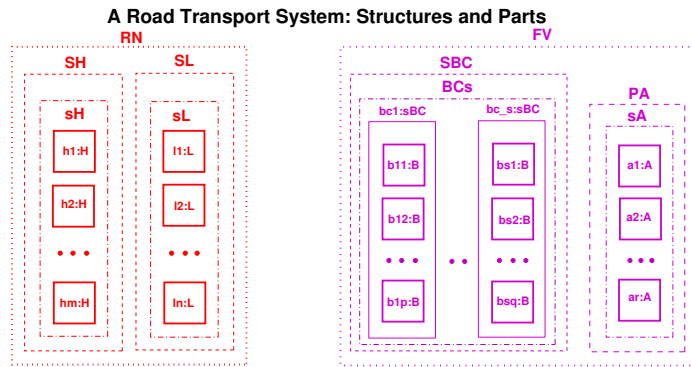 A Road Transport System: Structures and Parts
RN
FV
SH
SL
SBC
BCs
PA
sH
sL
bc1:sBC
bc_s:sBC
sA
h1:H
l1:L
b11:B
bs1:B
a1:A
h2:H
l2:L
b12:B
bs2:B
a2:A
hm:H
ln:L
b1p:B
bsq:B
ar:A